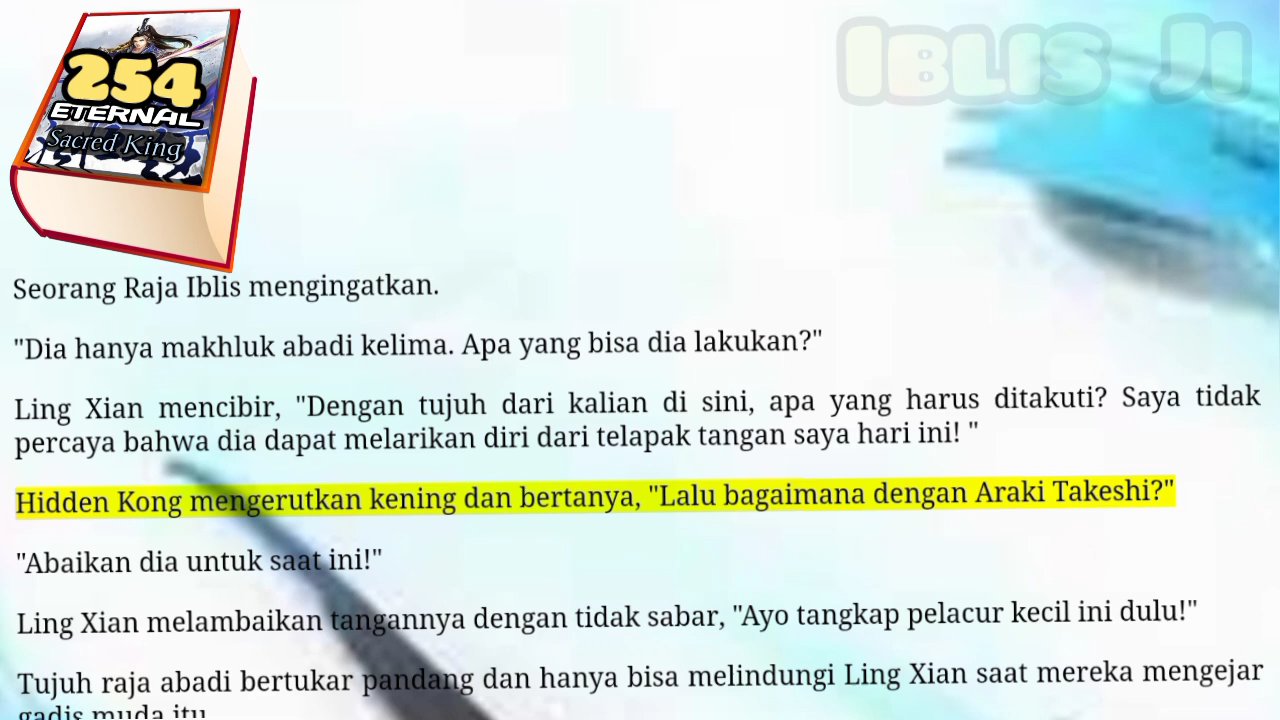 IBLIS JI
254
ETERNAL
Sacred King
Seorang Raja Iblis mengingatkan.
"Dia hanya makhluk abadi kelima. Apa yang bisa dia lakukan?"
Ling Xian mencibir, "Dengan tujuh dari kalian di sini, apa yang harus ditakuti? Saya tidak
percaya bahwa dia dapat melarikan diri dari telapak tangan saya hari ini! "
Hidden Kong mengerutkan kening dan bertanya, "Lalu bagaimana dengan Araki Takeshi?"
"Abaikan dia untuk saat ini!"
Ling Xian melambaikan tangannya dengan tidak sabar, "Ayo tangkap pelacur kecil ini dulu!"
Tujuh raja abadi bertukar pandang dan hanya bisa melindungi Ling Xian saat mereka mengejar
gadis muda itu